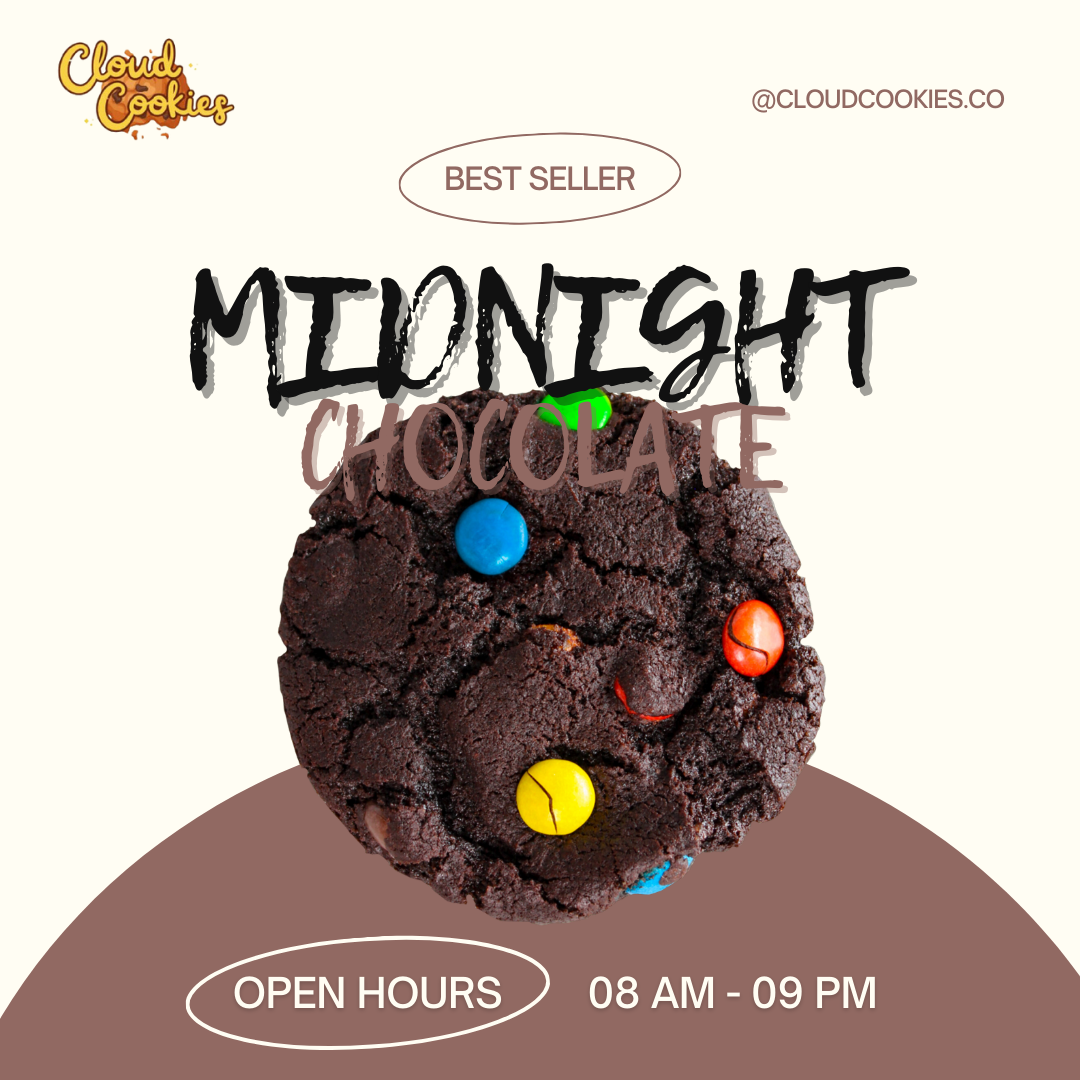 Cloud
Cookies
@CLOUDCOOKIES.CO
BEST SELLER
MIDNIGHT
CHOCOLATE
OPEN HOURS 08 AM - 09 PM